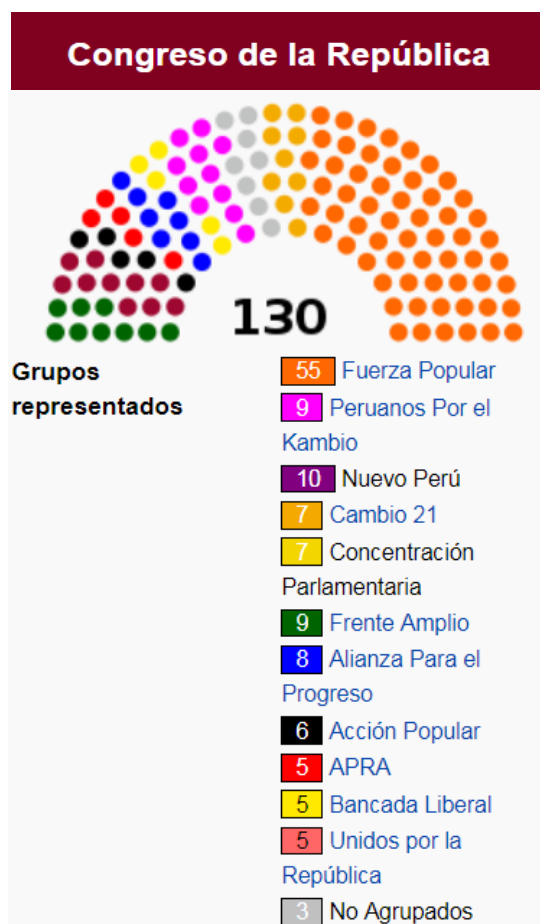 Congreso de la República
130
Grupos
representados
55 Fuerza Popular
9 Peruanos Por el
Kambio
10 Nuevo Perú
7 Cambio 21
7 Concentración
Parlamentaria
9 Frente Amplio
8 Alianza Para el
Progreso
6 Acción Popular
5 APRA
5 Bancada Liberal
5 Unidos por la
República
3 No Agrupados